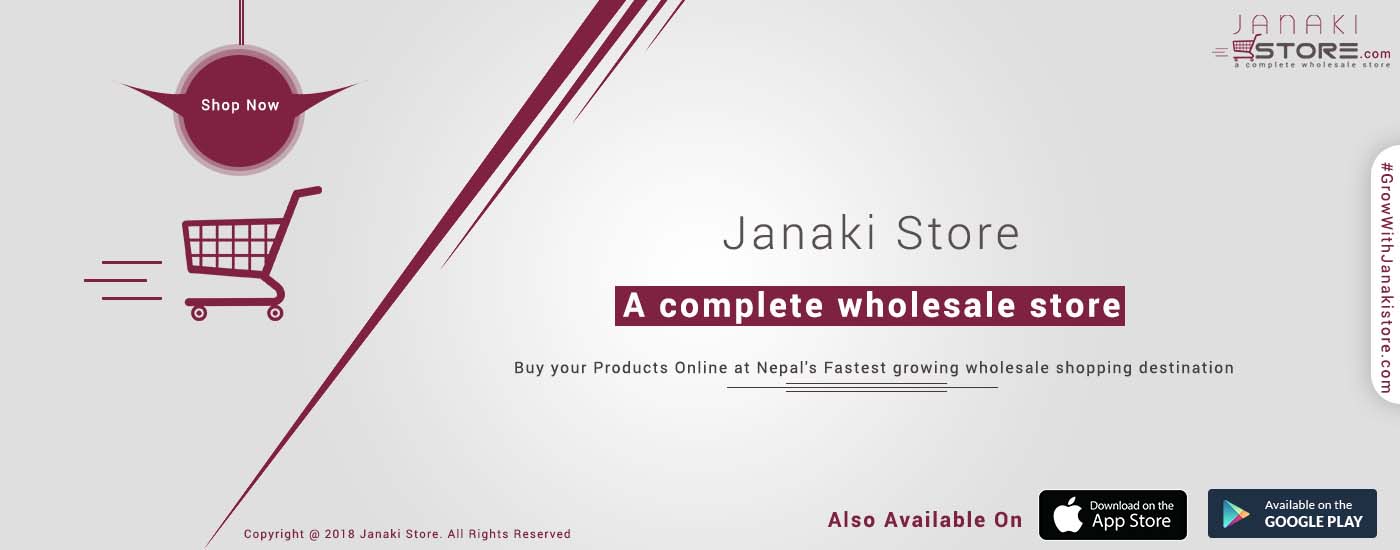 JANAKI
STORE.com
a complete wholesale store
Shop Now
#GrowWithJanakistore.com
Janaki Store
A complete wholesale store
Buy your Products Online at Nepal's Fastest growing wholesale shopping destination
Also Available On
Download on the
App Store
Available on the
GOOGLE PLAY
Copyright @ 2018 Janaki Store. All Rights Reserved